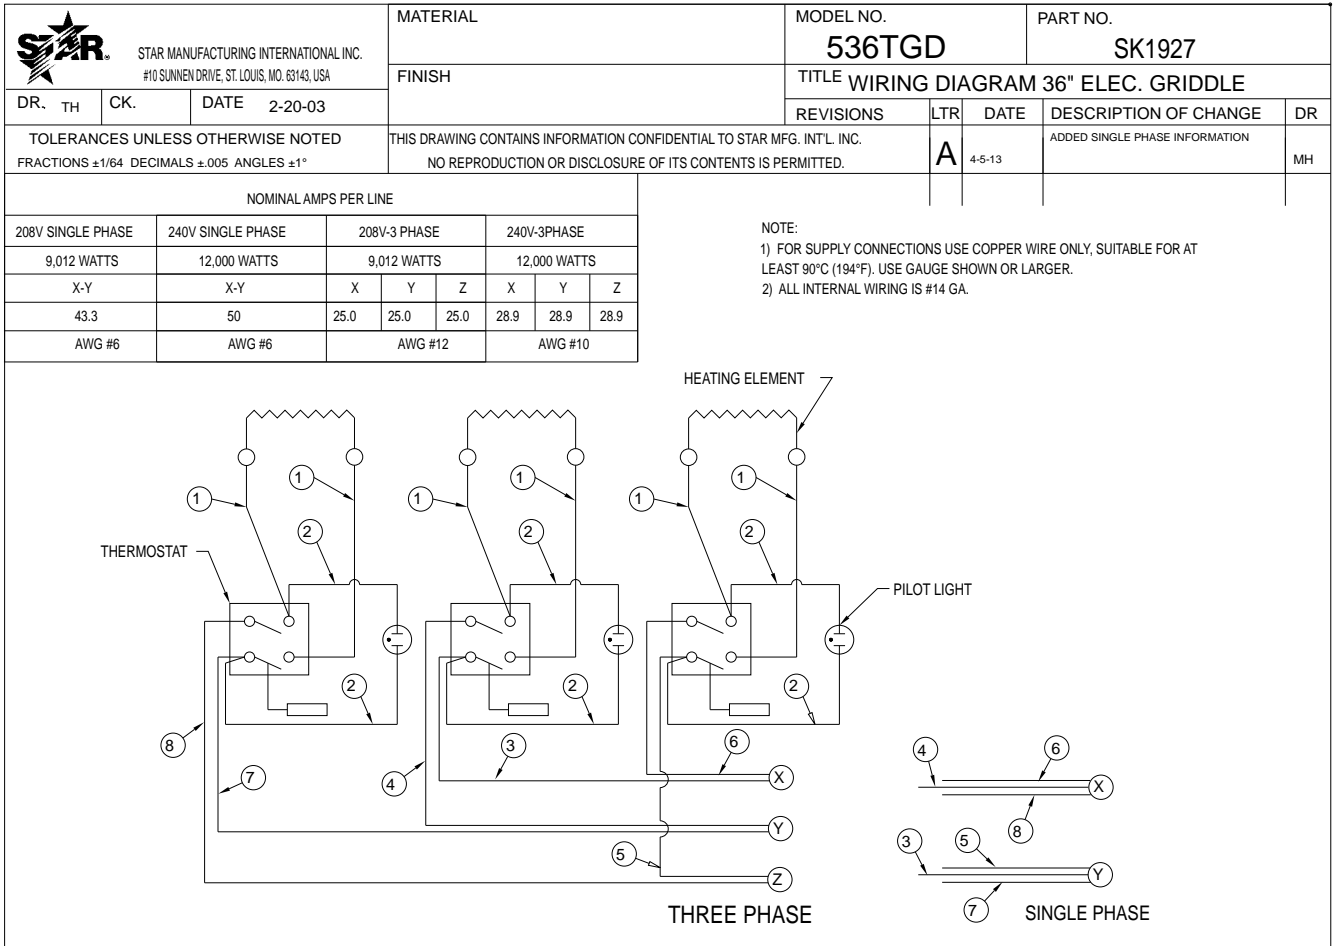 STAR®
STAR MANUFACTURING INTERNATIONAL INC.
#10 SUNNEN DRIVE, ST. LOUIS, MO. 63143, USA
DR. TH
CK.
DATE 2-20-03
MATERIAL
FINISH
MODEL NO.
536TGD
PART NO.
SK1927
TITLE WIRING DIAGRAM 36" ELEC. GRIDDLE
REVISIONS LTR DATE DESCRIPTION OF CHANGE DR
A 4-5-13 ADDED SINGLE PHASE INFORMATION MH
TOLERANCES UNLESS OTHERWISE NOTED
FRACTIONS ±1/64 DECIMALS ±.005 ANGLES ±1°
THIS DRAWING CONTAINS INFORMATION CONFIDENTIAL TO STAR MFG. INT'L. INC.
NO REPRODUCTION OR DISCLOSURE OF ITS CONTENTS IS PERMITTED.
NOMINAL AMPS PER LINE
208V SINGLE PHASE 240V SINGLE PHASE 208V-3 PHASE 240V-3PHASE
9,012 WATTS 12,000 WATTS 9,012 WATTS 12,000 WATTS
X-Y X-Y X Y Z X Y Z
43.3 50 25.0 25.0 25.0 28.9 28.9 28.9
AWG #6 AWG #6 AWG #12 AWG #10
NOTE:
1) FOR SUPPLY CONNECTIONS USE COPPER WIRE ONLY, SUITABLE FOR AT
LEAST 90°C (194°F). USE GAUGE SHOWN OR LARGER.
2) ALL INTERNAL WIRING IS #14 GA.
HEATING ELEMENT
1 1 1
1 1 1
2 2 2
THERMOSTAT
PILOT LIGHT
2 2 2
8 3 6
7 4 X
Y
5
Z
THREE PHASE
4 6
X
8
3 5
Y
7
SINGLE PHASE